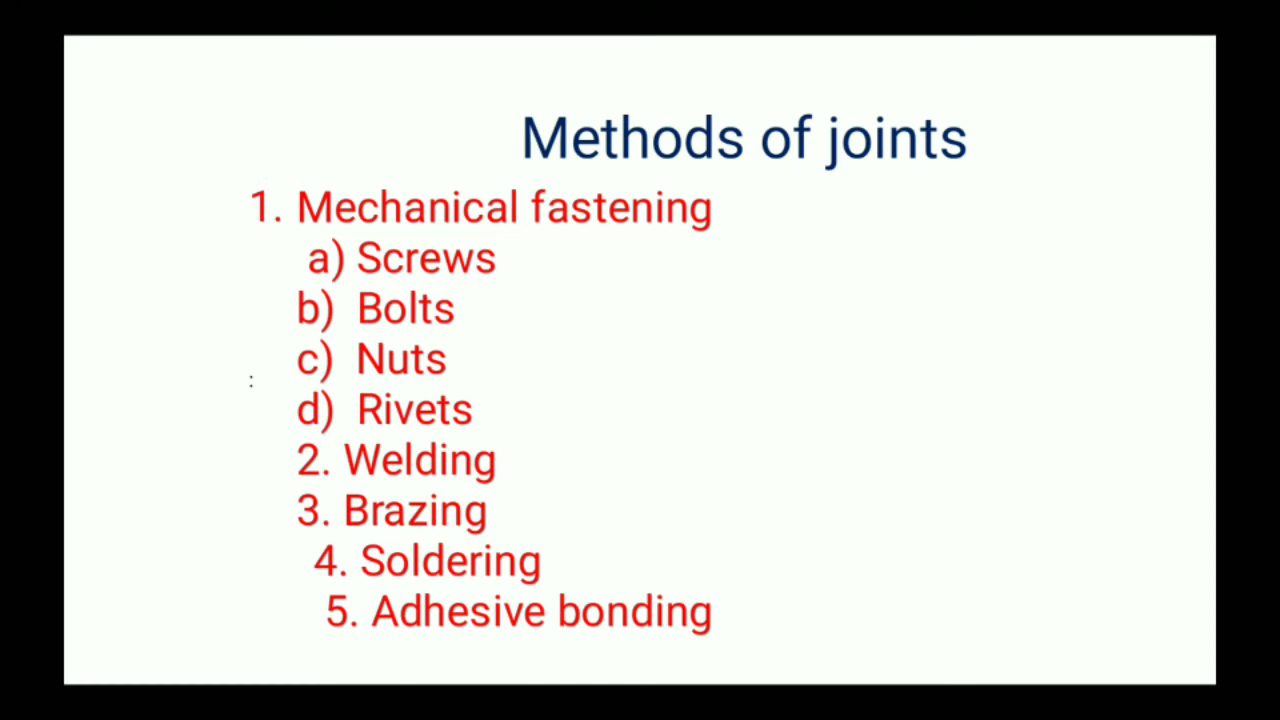 Methods of joints
1. Mechanical fastening
a) Screws
b) Bolts
c) Nuts
:
d) Rivets
2. Welding
3. Brazing
4. Soldering
5. Adhesive bonding